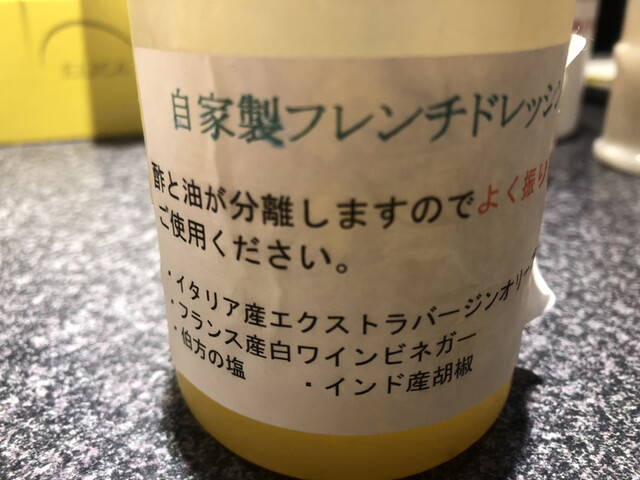 自家製フレンチドレッシン
酢と油が分離しますのでよく振り
ご使用ください。
・イタリア産エクストラバージンオリー
・フランス産白ワインビネガー
・伯方の塩 ・インド産胡椒